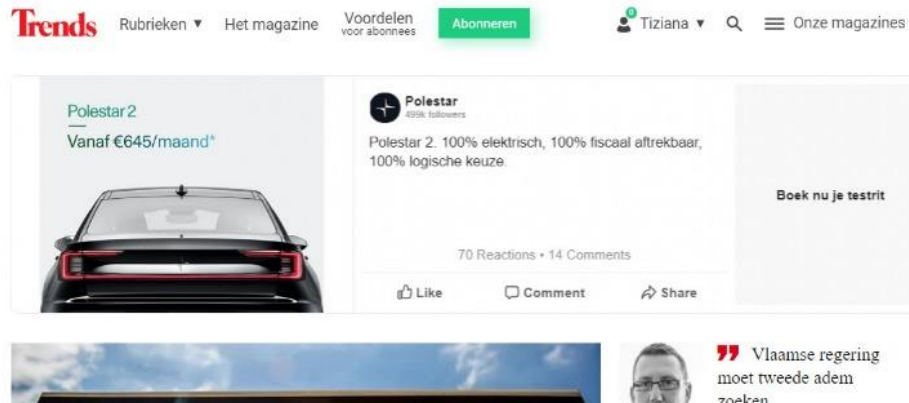 Trends
Rubrieken ▼
Het magazine
Voordelen
voor abonnees
Abonneren
0
Tiziana ▼
Onze magazines
Polestar 2
Vanaf €645/maand*
Polestar
499k followers
Polestar 2. 100% elektrisch, 100% fiscaal aftrekbaar,
100% logische keuze.
70 Reactions • 14 Comments
Like
Comment
Share
Boek nu je testrit
Vlaamse regering
moet tweede adem
zoeken